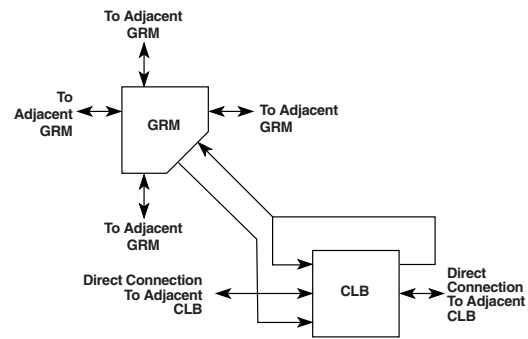 To Adjacent
GRM
To
Adjacent
GRM
GRM
To Adjacent
GRM
To Adjacent
GRM
Direct Connection
To Adjacent
CLB
CLB
Direct
Connection
To Adjacent
CLB